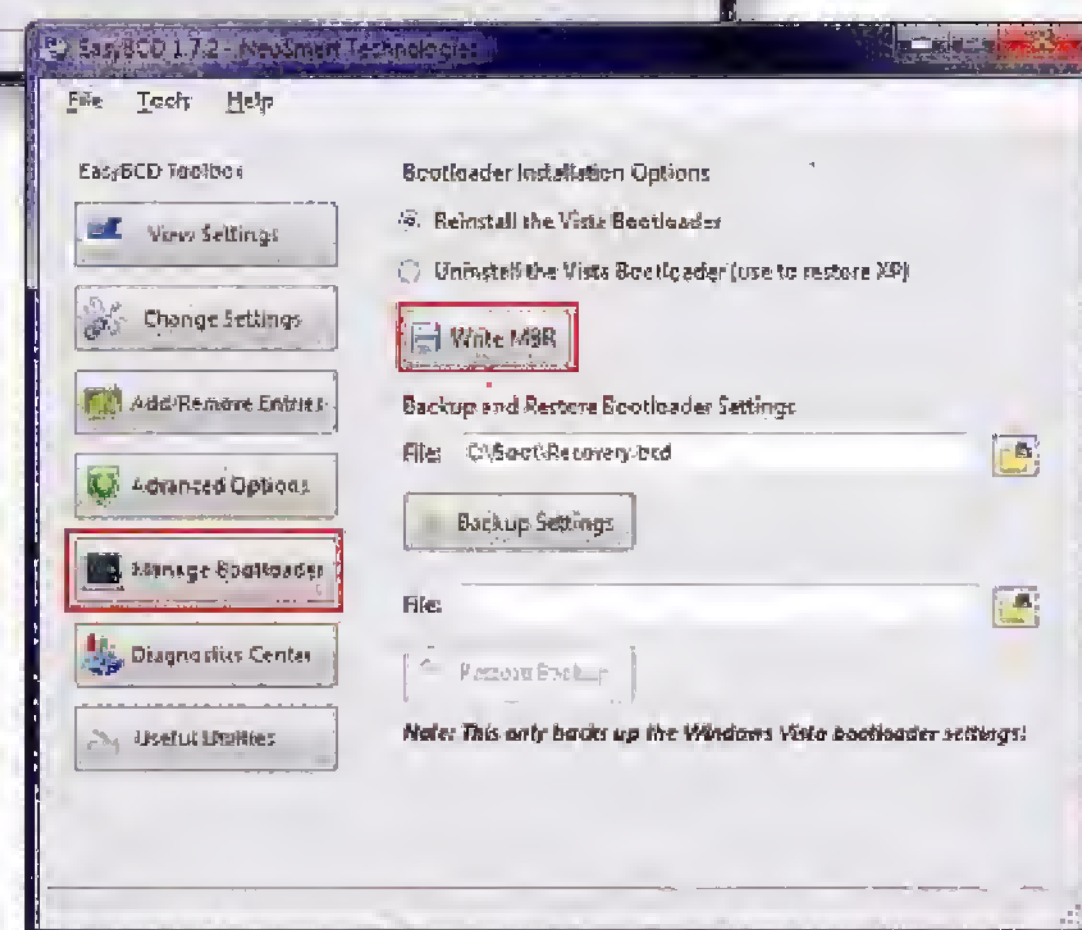 EasyBCD 1.7.2 - NeoSmart Technologies
File Tools Help
EasyBCD Toolbox
View Settings
Change Settings
Add/Remove Entries
Advanced Options
Manage Bootloader
Diagnostics Center
Useful Utilities
Bootloader Installation Options
Reinstall the Vista Bootloader
Uninstall the Vista Bootloader (use to restore XP)
Write MBR
Backup and Restore Bootloader Settings
File: C:\Boot\Recovery.bcd
Backup Settings
File:
Restore Backup
Note: This only backs up the Windows Vista bootloader settings!